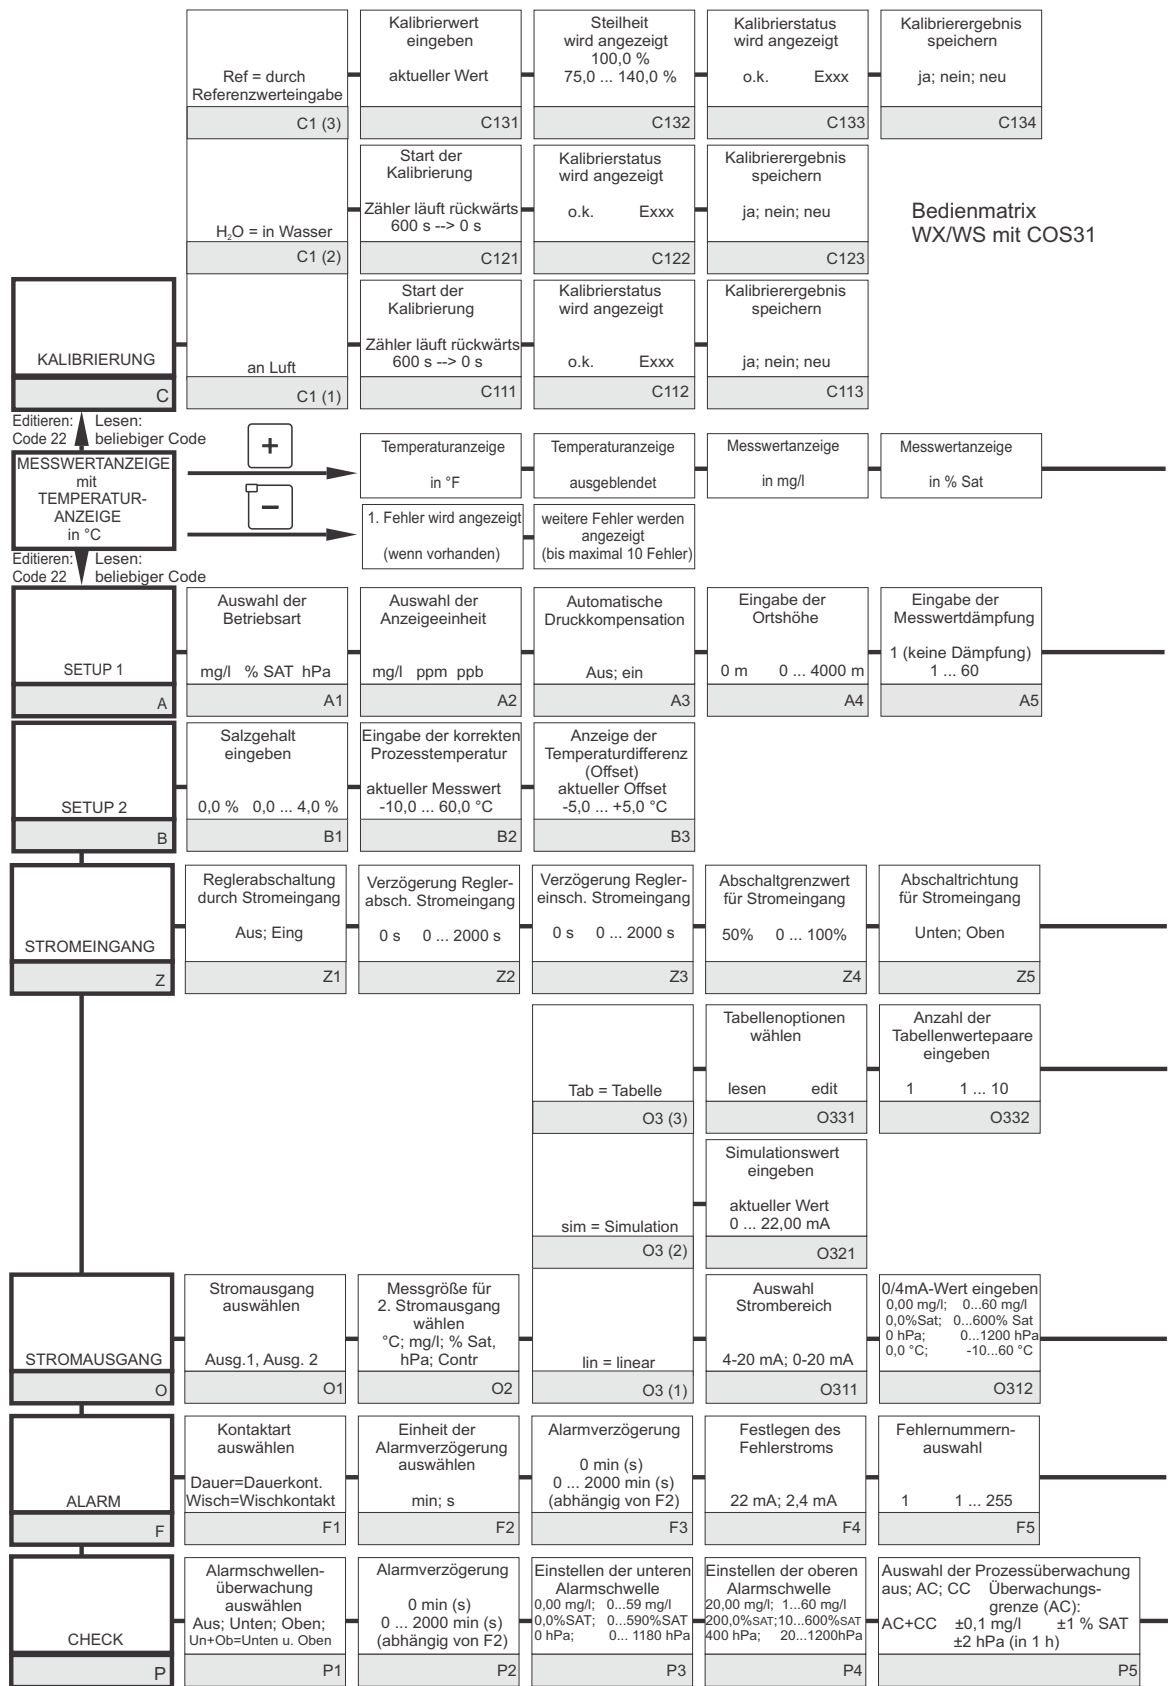 Ref = durch
Referenzwerteingabe
C1 (3)
Kalibrierwert
eingeben
aktueller Wert
C131
Steilheit
wird angezeigt
100,0 %
75,0 ... 140,0 %
C132
Kalibrierstatus
wird angezeigt
o.k. Exxx
C133
Kalibrierergebnis
speichern
ja; nein; neu
C134
H₂O = in Wasser
C1 (2)
Start der
Kalibrierung
Zähler läuft rückwärts
600 s --> 0 s
C121
Kalibrierstatus
wird angezeigt
o.k. Exxx
C122
Kalibrierergebnis
speichern
ja; nein; neu
C123
Bedienmatrix
WX/WS mit COS31
KALIBRIERUNG
C
an Luft
C1 (1)
Start der
Kalibrierung
Zähler läuft rückwärts
600 s --> 0 s
C111
Kalibrierstatus
wird angezeigt
o.k. Exxx
C112
Kalibrierergebnis
speichern
ja; nein; neu
C113
Editieren: Lesen:
Code 22 beliebiger Code
MESSWERTANZEIGE
mit
TEMPERATUR-
ANZEIGE
in °C
+
Temperaturanzeige
in °F
Temperaturanzeige
ausgeblendet
Messwertanzeige
in mg/l
Messwertanzeige
in % Sat
−
1. Fehler wird angezeigt
(wenn vorhanden)
weitere Fehler werden
angezeigt
(bis maximal 10 Fehler)
Editieren: Lesen:
Code 22 beliebiger Code
SETUP 1
A
Auswahl der
Betriebsart
mg/l % SAT hPa
A1
Auswahl der
Anzeigeeinheit
mg/l ppm ppb
A2
Automatische
Druckkompensation
Aus; ein
A3
Eingabe der
Ortshöhe
0 m 0 ... 4000 m
A4
Eingabe der
Messwertdämpfung
1 (keine Dämpfung)
1 ... 60
A5
SETUP 2
B
Salzgehalt
eingeben
0,0 % 0,0 ... 4,0 %
B1
Eingabe der korrekten
Prozesstemperatur
aktueller Messwert
-10,0 ... 60,0 °C
B2
Anzeige der
Temperaturdifferenz
(Offset)
aktueller Offset
-5,0 ... +5,0 °C
B3
STROMEINGANG
Z
Reglerabschaltung
durch Stromeingang
Aus; Eing
Z1
Verzögerung Regler-
absch. Stromeingang
0 s 0 ... 2000 s
Z2
Verzögerung Regler-
einsch. Stromeingang
0 s 0 ... 2000 s
Z3
Abschaltgrenzwert
für Stromeingang
50% 0 ... 100%
Z4
Abschaltrichtung
für Stromeingang
Unten; Oben
Z5
Tab = Tabelle
O3 (3)
Tabellenoptionen
wählen
lesen edit
O331
Anzahl der
Tabellenwertepaare
eingeben
1 1 ... 10
O332
sim = Simulation
O3 (2)
Simulationswert
eingeben
aktueller Wert
0 ... 22,00 mA
O321
STROMAUSGANG
O
Stromausgang
auswählen
Ausg.1, Ausg. 2
O1
Messgröße für
2. Stromausgang
wählen
°C; mg/l; % Sat,
hPa; Contr
O2
lin = linear
O3 (1)
Auswahl
Strombereich
4-20 mA; 0-20 mA
O311
0/4mA-Wert eingeben
0,00 mg/l; 0...60 mg/l
0,0%Sat; 0...600% Sat
0 hPa; 0...1200 hPa
0,0 °C; -10...60 °C
O312
ALARM
F
Kontaktart
auswählen
Dauer=Dauerkont.
Wisch=Wischkontakt
F1
Einheit der
Alarmverzögerung
auswählen
min; s
F2
Alarmverzögerung
0 min (s)
0 ... 2000 min (s)
(abhängig von F2)
F3
Festlegen des
Fehlerstroms
22 mA; 2,4 mA
F4
Fehlernummern-
auswahl
1 1 ... 255
F5
CHECK
P
Alarmschwellen-
überwachung
auswählen
Aus; Unten; Oben;
Un+Ob=Unten u. Oben
P1
Alarmverzögerung
0 min (s)
0 ... 2000 min (s)
(abhängig von F2)
P2
Einstellen der unteren
Alarmschwelle
0,00 mg/l; 0...59 mg/l
0,0%SAT; 0...590%SAT
0 hPa; 0... 1180 hPa
P3
Einstellen der oberen
Alarmschwelle
20,00 mg/l; 1...60 mg/l
200,0%SAT;10...600%SAT
400 hPa; 20...1200hPa
P4
Auswahl der Prozessüberwachung
aus; AC; CC Überwachungs-
grenze (AC):
AC+CC ±0,1 mg/l ±1 % SAT
±2 hPa (in 1 h)
P5